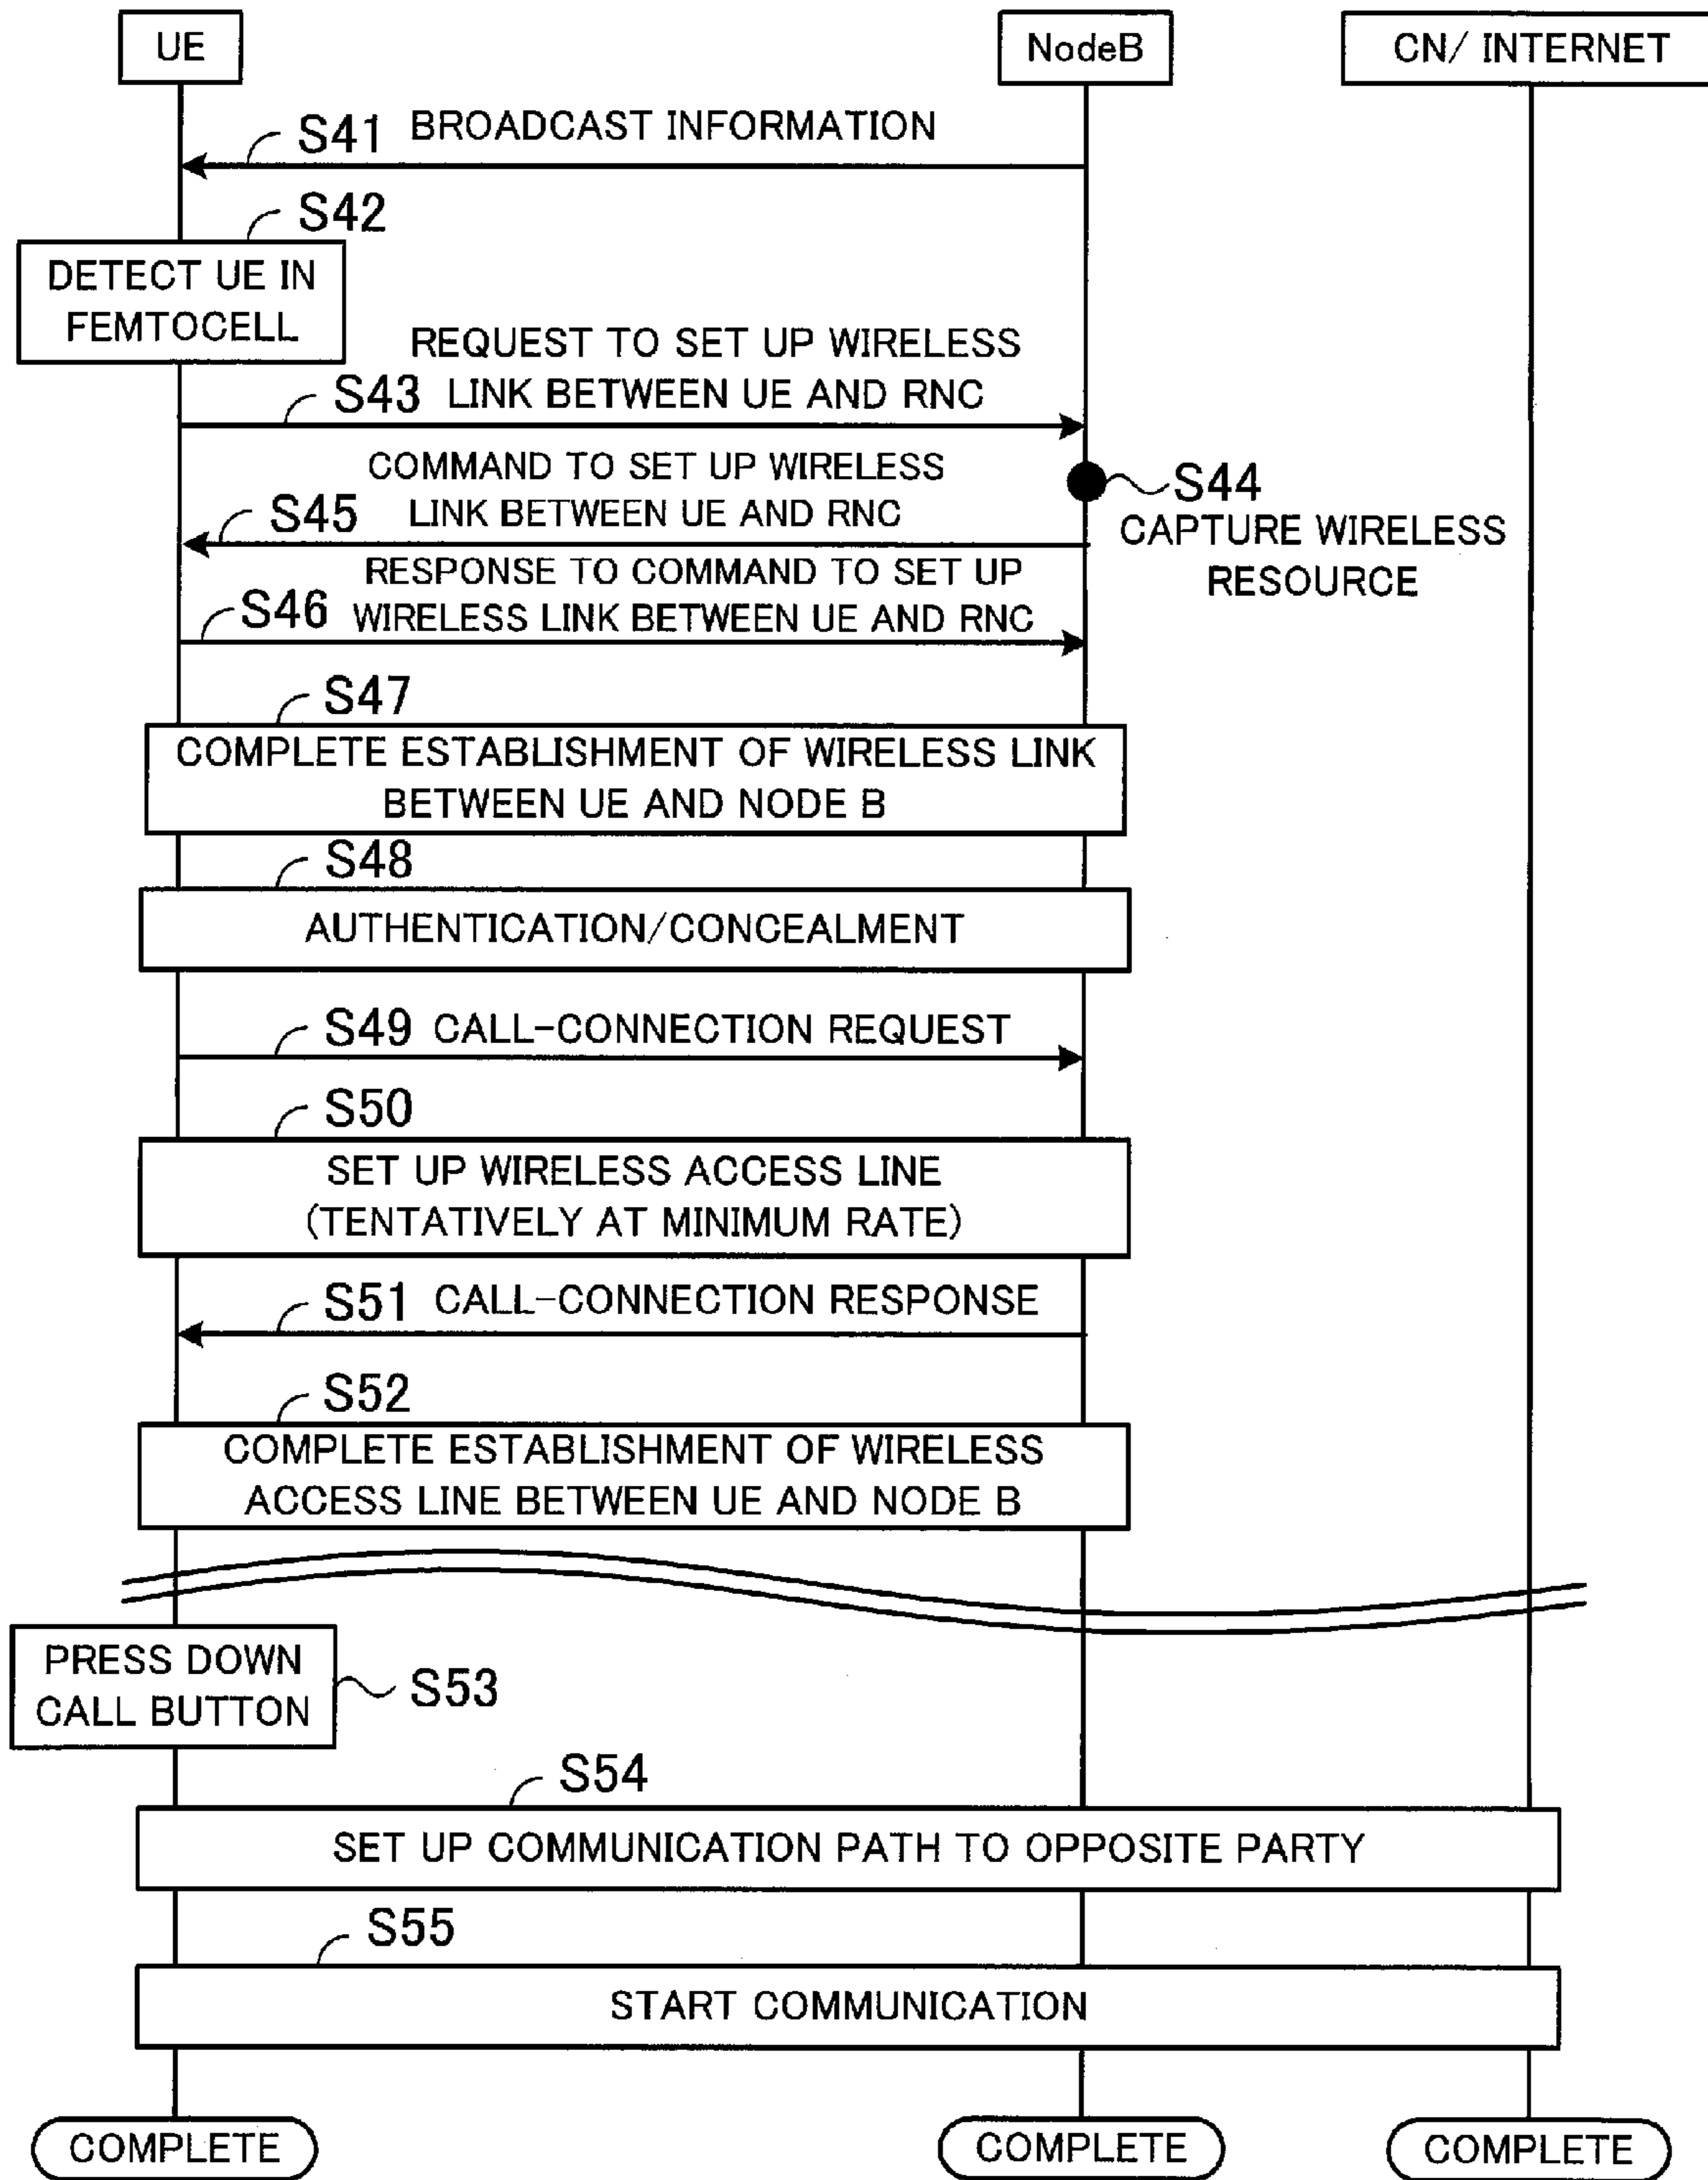 UE
NodeB
CN/ INTERNET
S41
BROADCAST INFORMATION
S42
DETECT UE IN
FEMTOCELL
REQUEST TO SET UP WIRELESS
S43
LINK BETWEEN UE AND RNC
S44
CAPTURE WIRELESS
RESOURCE
COMMAND TO SET UP WIRELESS
S45
LINK BETWEEN UE AND RNC
RESPONSE TO COMMAND TO SET UP
S46
WIRELESS LINK BETWEEN UE AND RNC
S47
COMPLETE ESTABLISHMENT OF WIRELESS LINK
BETWEEN UE AND NODE B
S48
AUTHENTICATION/CONCEALMENT
S49
CALL-CONNECTION REQUEST
S50
SET UP WIRELESS ACCESS LINE
(TENTATIVELY AT MINIMUM RATE)
S51
CALL-CONNECTION RESPONSE
S52
COMPLETE ESTABLISHMENT OF WIRELESS
ACCESS LINE BETWEEN UE AND NODE B
PRESS DOWN
CALL BUTTON
S53
S54
SET UP COMMUNICATION PATH TO OPPOSITE PARTY
S55
START COMMUNICATION
COMPLETE
COMPLETE
COMPLETE